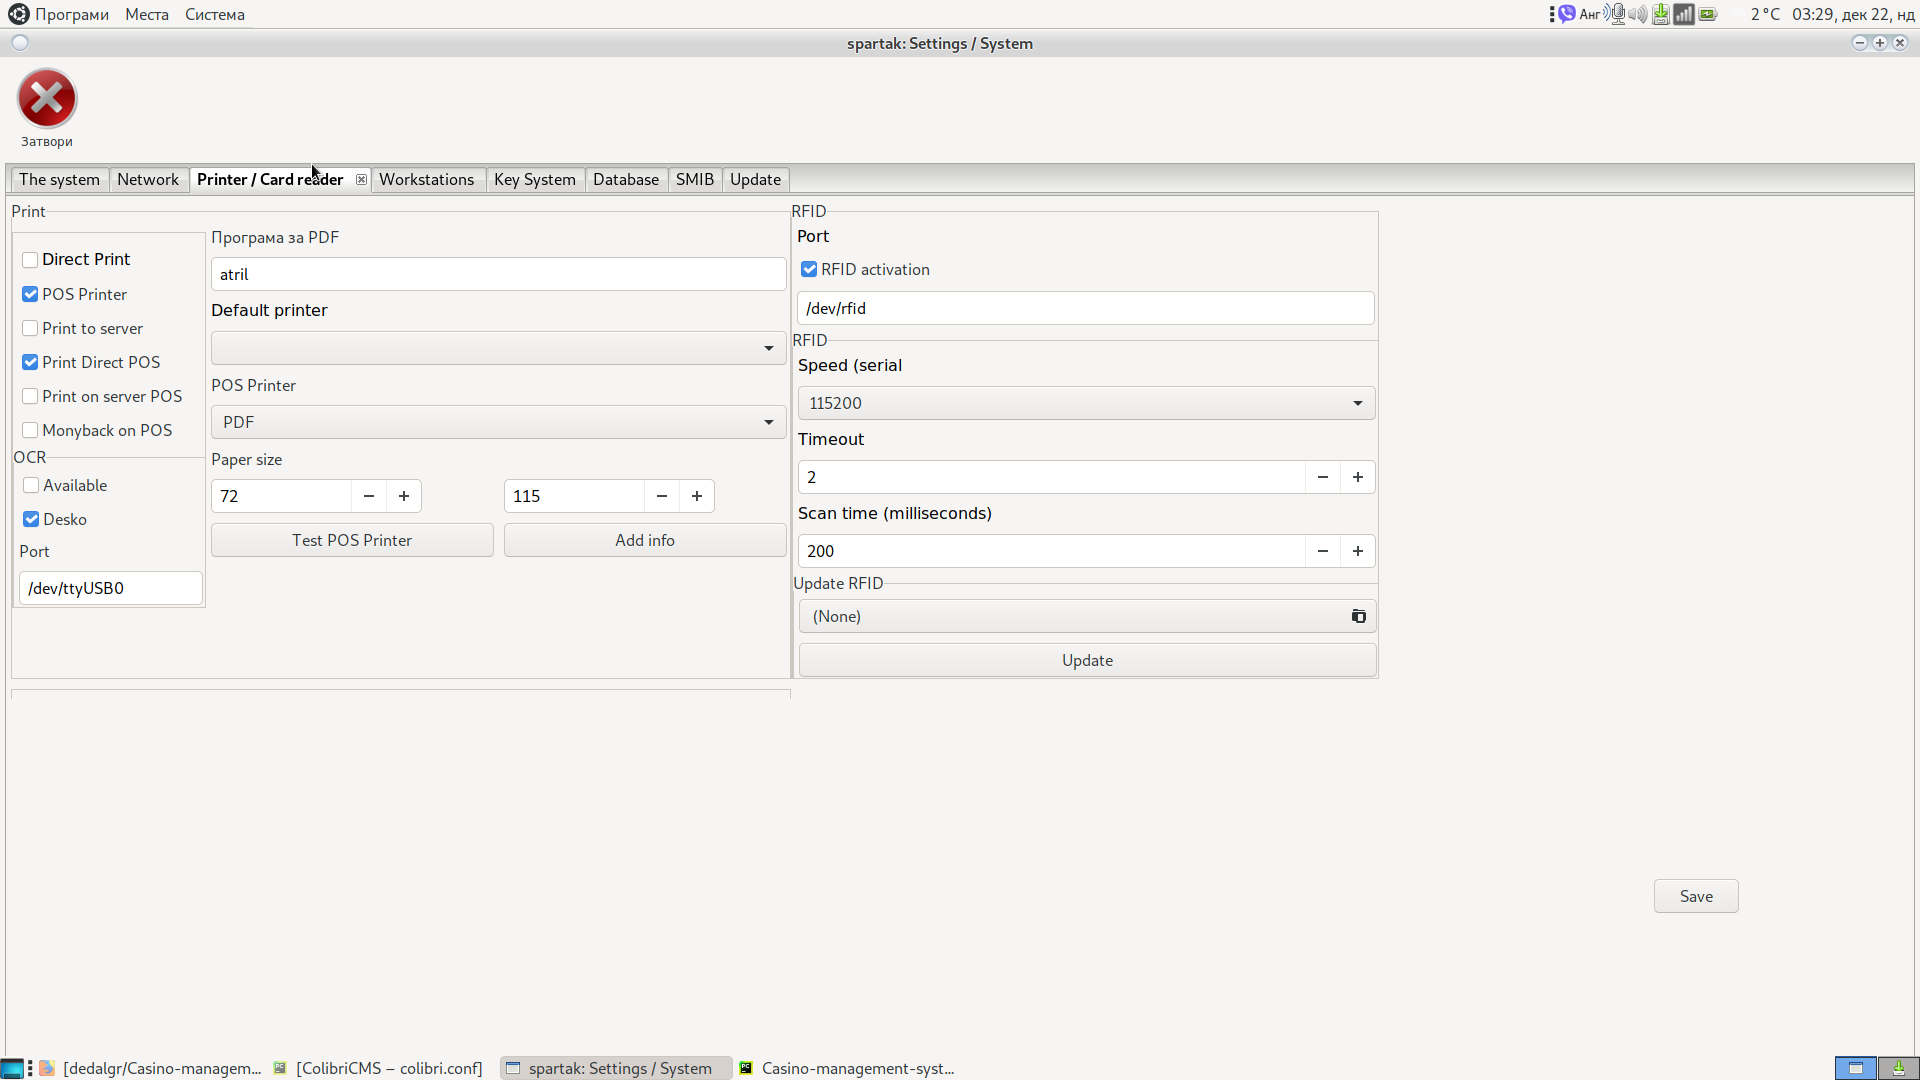 Програми Места Система
Анг 2 °C 03:29, дек 22, нд
spartak: Settings / System
Затвори
The system Network Printer / Card reader Workstations Key System Database SMIB Update
Print
Direct Print
POS Printer
Print to server
Print Direct POS
Print on server POS
Monyback on POS
OCR
Available
Desko
Port
/dev/ttyUSB0
Програма за PDF
atril
Default printer
POS Printer
PDF
Paper size
72 − + 115 − +
Test POS Printer Add info
RFID
Port
RFID activation
/dev/rfid
RFID
Speed (serial
115200
Timeout
2 − +
Scan time (milliseconds)
200 − +
Update RFID
(None)
Update
Save
[dedalgr/Casino-managem... [ColibriCMS – colibri.conf] spartak: Settings / System Casino-management-syst...